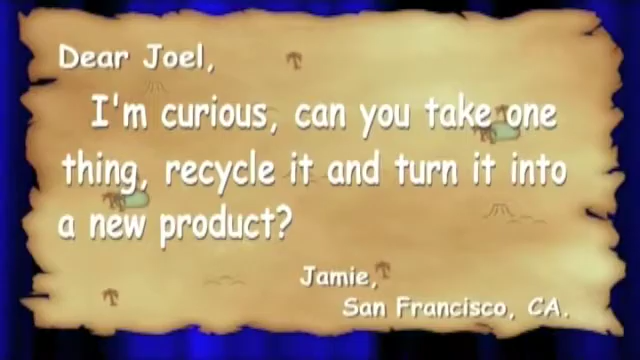 Dear Joel,
I'm curious, can you take one
thing, recycle it and turn it into
a new product?
Jamie,
San Francisco, CA.